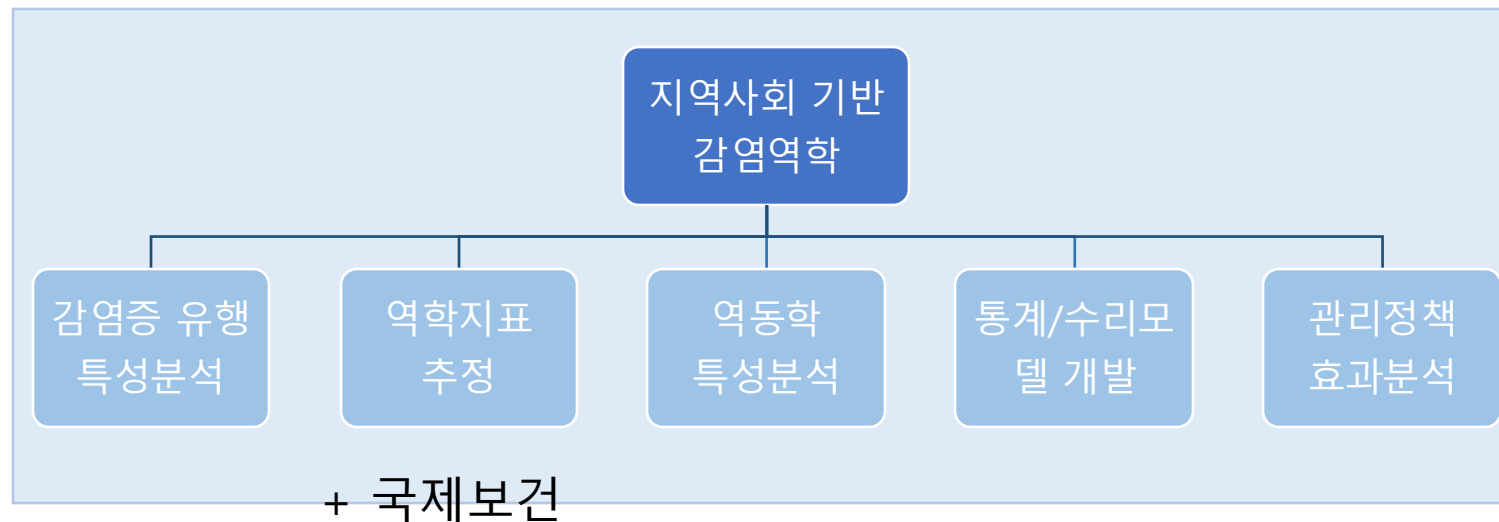 지역사회 기반
감염역학
감염증 유행
특성분석
역학지표
추정
역동학
특성분석
통계/수리모
델 개발
관리정책
효과분석
+ 국제보건